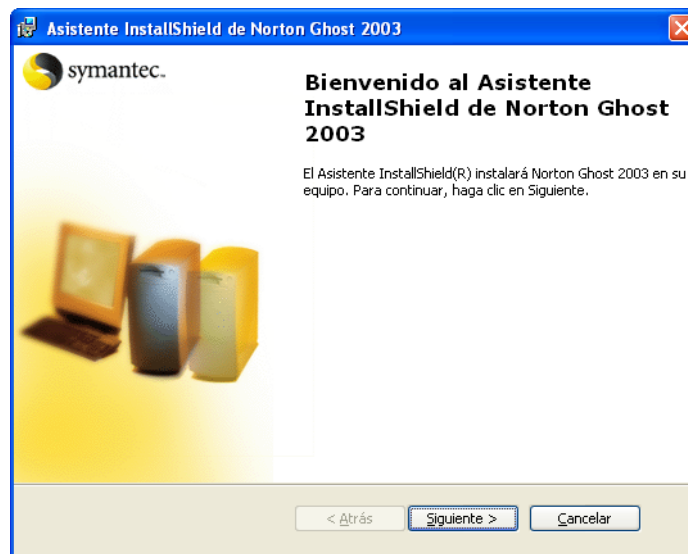 Asistente InstallShield de Norton Ghost 2003
symantec.
Bienvenido al Asistente
InstallShield de Norton Ghost
2003
El Asistente InstallShield(R) instalará Norton Ghost 2003 en su
equipo. Para continuar, haga clic en Siguiente.
< Atrás
Siguiente >
Cancelar